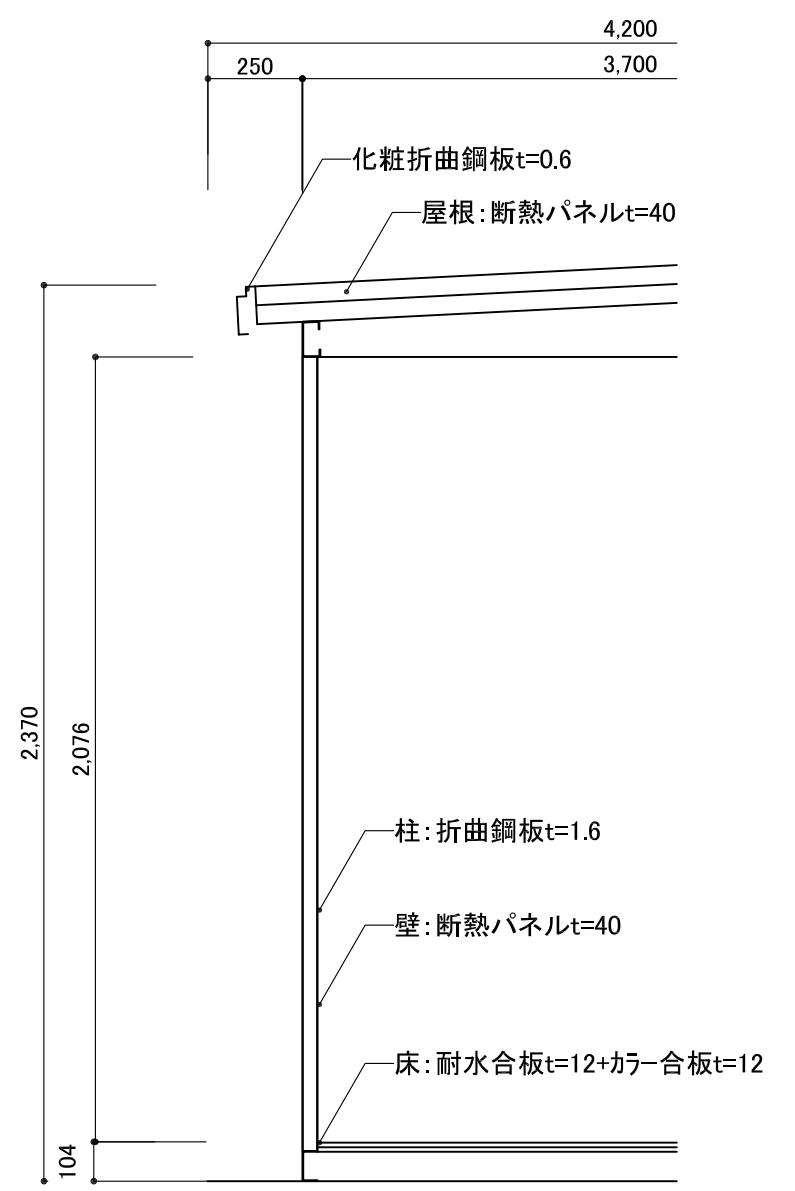 4,200
250
3,700
化粧折曲鋼板t=0.6
屋根:断熱パネルt=40
2,370
2,076
柱:折曲鋼板t=1.6
壁:断熱パネルt=40
床:耐水合板t=12+ｶﾗｰ合板t=12
104